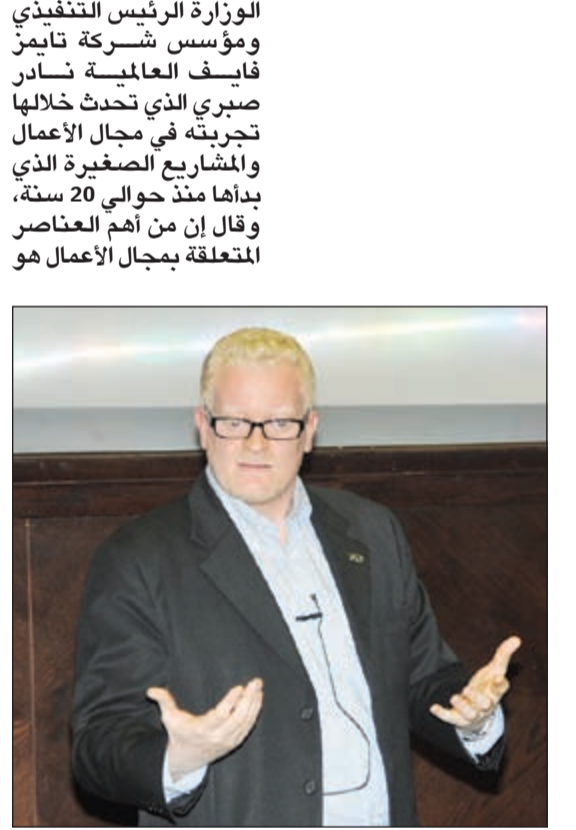 الوزارة الرئيس التنفيذي
ومؤسس شركة تايمز
فايف العالمية نادر
صبري الذي تحدث خلالها
تجربته في مجال الأعمال
والمشاريع الصغيرة الذي
بدأها منذ حوالي 20 سنة،
وقال إن من أهم العناصر
المتعلقة بمجال الأعمال هو